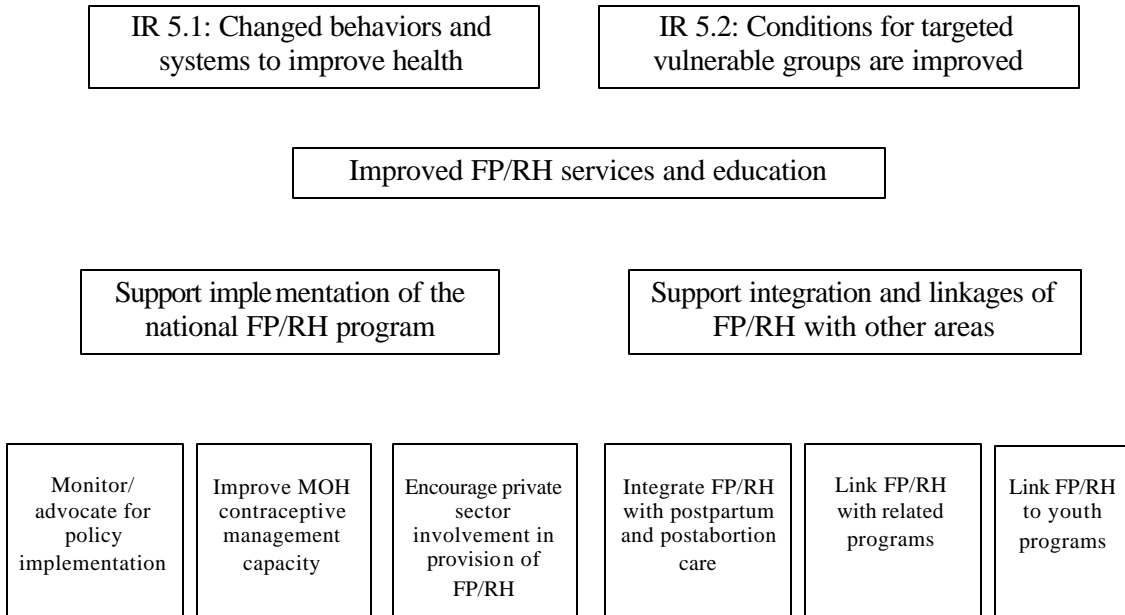 IR 5.1: Changed behaviors and
systems to improve health
IR 5.2: Conditions for targeted
vulnerable groups are improved
Improved FP/RH services and education
Support implementation of the
national FP/RH program
Support integration and linkages of
FP/RH with other areas
Monitor/
advocate for
policy
implementation
Improve MOH
contraceptive
management
capacity
Encourage private
sector
involvement in
provision of
FP/RH
Integrate FP/RH
with postpartum
and postabortion
care
Link FP/RH
with related
programs
Link FP/RH
to youth
programs